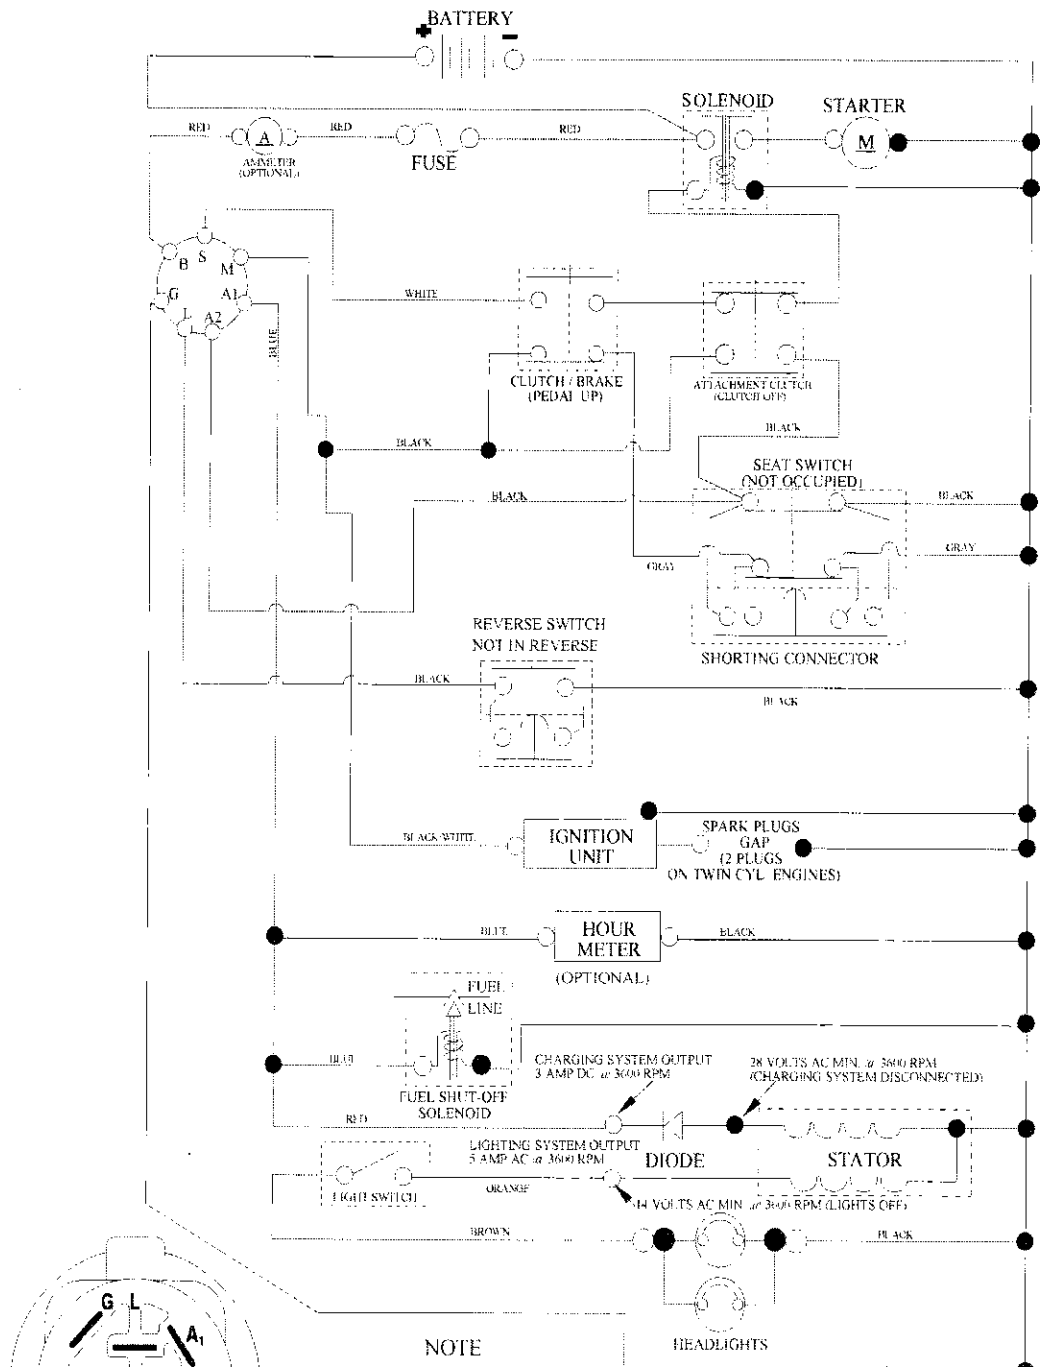 BATTERY
+
-
SOLENOID
STARTER
RED
RED
RED
A
M
AMMETER
(OPTIONAL)
FUSE
B
S
M
G
A1
L
A2
WHITE
BLUE
CLUTCH / BRAKE
(PEDAL UP)
ATTACHMENT CLUTCH
(CLUTCH OFF)
BLACK
BLACK
SEAT SWITCH
(NOT OCCUPIED)
BLACK
BLACK
GRAY
GRAY
REVERSE SWITCH
NOT IN REVERSE
SHORTING CONNECTOR
BLACK
BLACK
BLACK/WHITE
IGNITION
UNIT
SPARK PLUGS
GAP
(2 PLUGS
ON TWIN CYL. ENGINES)
BLUE
HOUR
METER
BLACK
(OPTIONAL)
FUEL
LINE
BLUE
FUEL SHUT-OFF
SOLENOID
CHARGING SYSTEM OUTPUT
3 AMP DC @ 3600 RPM
28 VOLTS AC MIN. @ 3600 RPM
(CHARGING SYSTEM DISCONNECTED)
RED
DIODE
STATOR
LIGHTING SYSTEM OUTPUT
5 AMP AC @ 3600 RPM
LIGHT SWITCH
ORANGE
14 VOLTS AC MIN. @ 3600 RPM (LIGHTS OFF)
BROWN
BLACK
HEADLIGHTS
G L
A1
NOTE